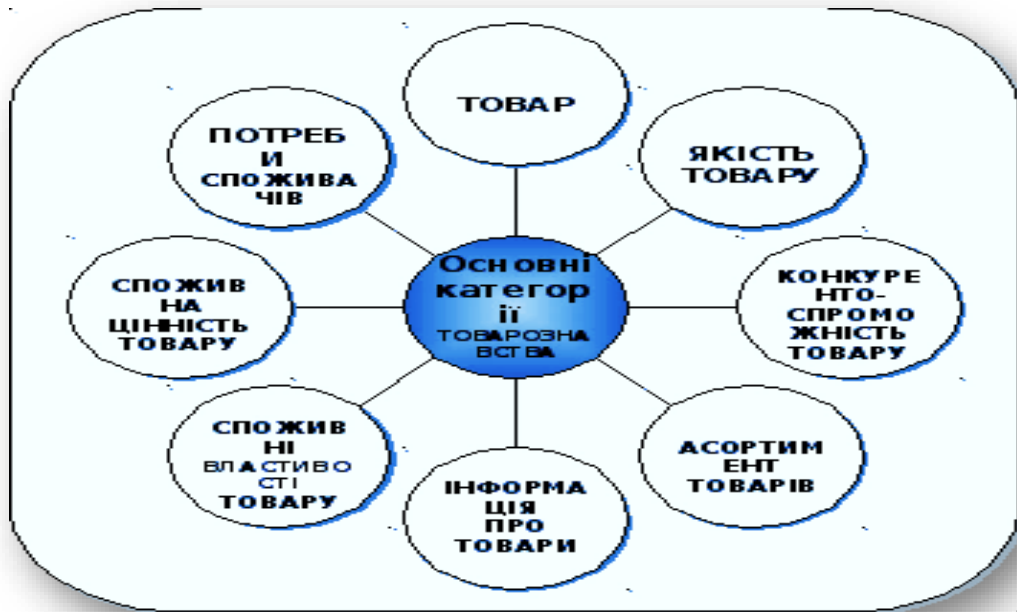 ТОВАР
ПОТРЕБ
И
СПОЖИВА
ЧІВ
ЯКІСТЬ
ТОВАРУ
СПОЖИВ
НА
ЦІННІСТЬ
ТОВАРУ
Основні
категор
ії
ТОВАРОЗНА
ВСТВА
КОНКУРЕ
НТО-
СПРОМО
ЖНІСТЬ
ТОВАРУ
СПОЖИВ
НІ
ВЛАСТИВО
СТІ
ТОВАРУ
ІНФОРМА
ЦІЯ
ПРО
ТОВАРИ
АСОРТИМ
ЕНТ
ТОВАРІВ